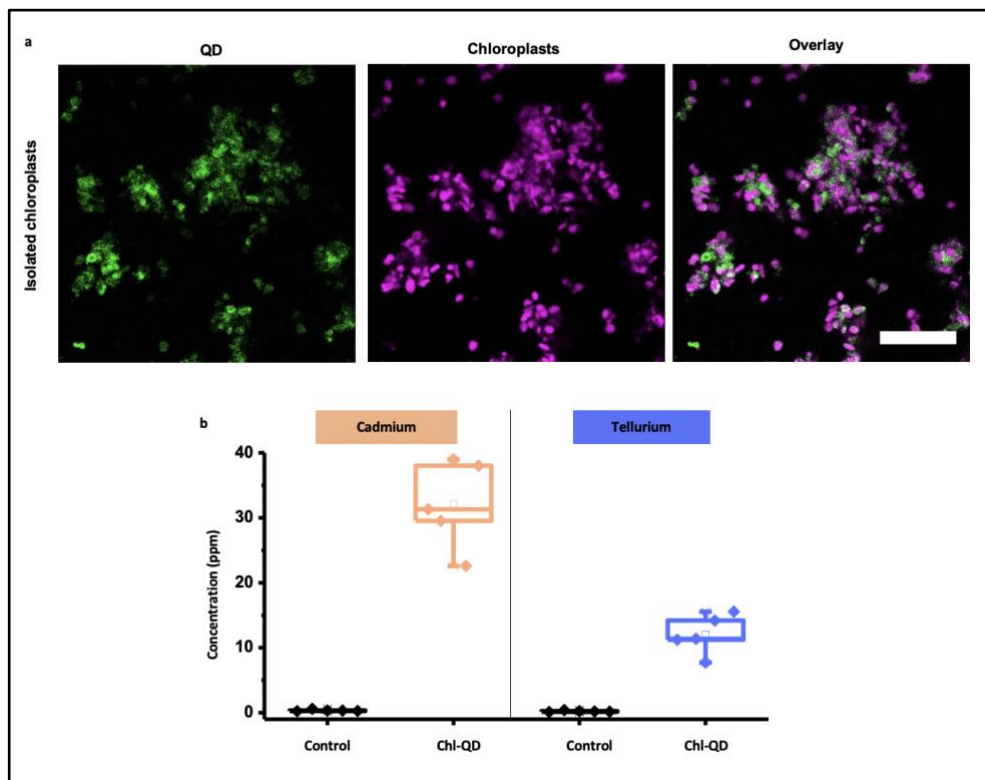 a
QD
Chloroplasts
Overlay
Isolated chloroplasts
b
Cadmium
Tellurium
Concentration (ppm)
40
30
20
10
0
Control
Chl-QD
Control
Chl-QD